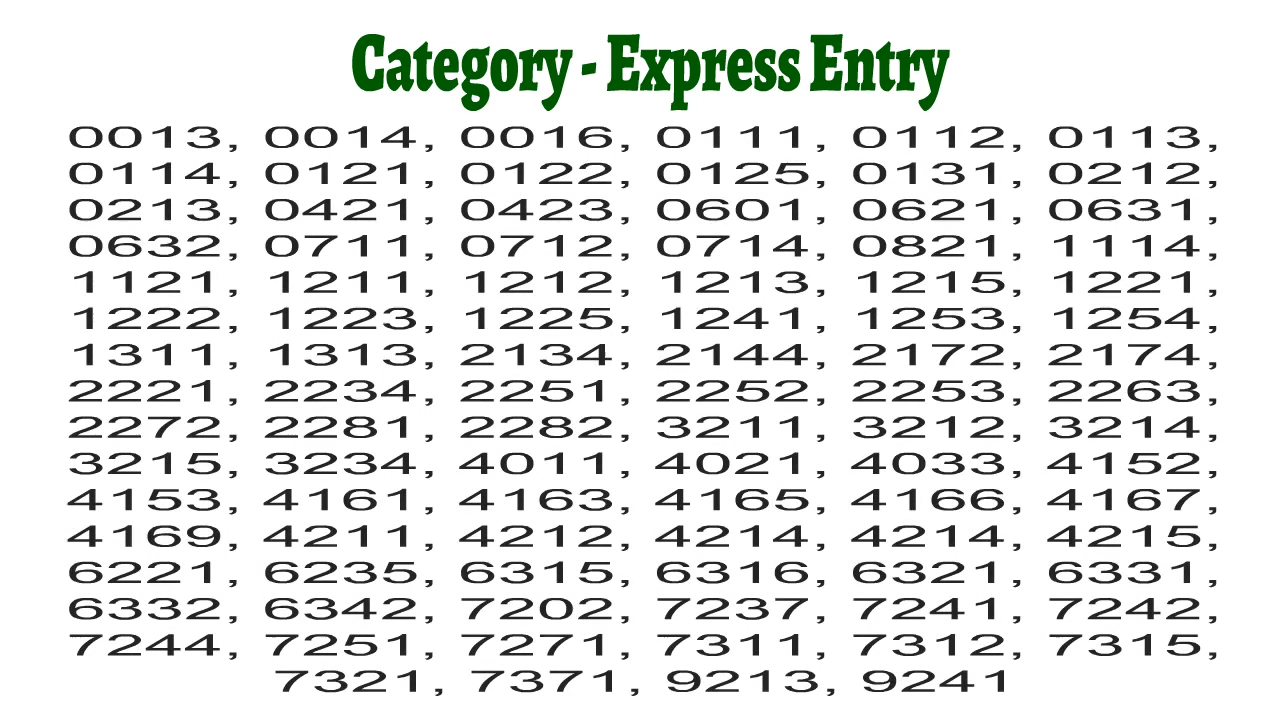 Category - Express Entry
0013, 0014, 0016, 0111, 0112, 0113,
0114, 0121, 0122, 0125, 0131, 0212,
0213, 0421, 0423, 0601, 0621, 0631,
0632, 0711, 0712, 0714, 0821, 1114,
1121, 1211, 1212, 1213, 1215, 1221,
1222, 1223, 1225, 1241, 1253, 1254,
1311, 1313, 2134, 2144, 2172, 2174,
2221, 2234, 2251, 2252, 2253, 2263,
2272, 2281, 2282, 3211, 3212, 3214,
3215, 3234, 4011, 4021, 4033, 4152,
4153, 4161, 4163, 4165, 4166, 4167,
4169, 4211, 4212, 4214, 4214, 4215,
6221, 6235, 6315, 6316, 6321, 6331,
6332, 6342, 7202, 7237, 7241, 7242,
7244, 7251, 7271, 7311, 7312, 7315,
7321, 7371, 9213, 9241